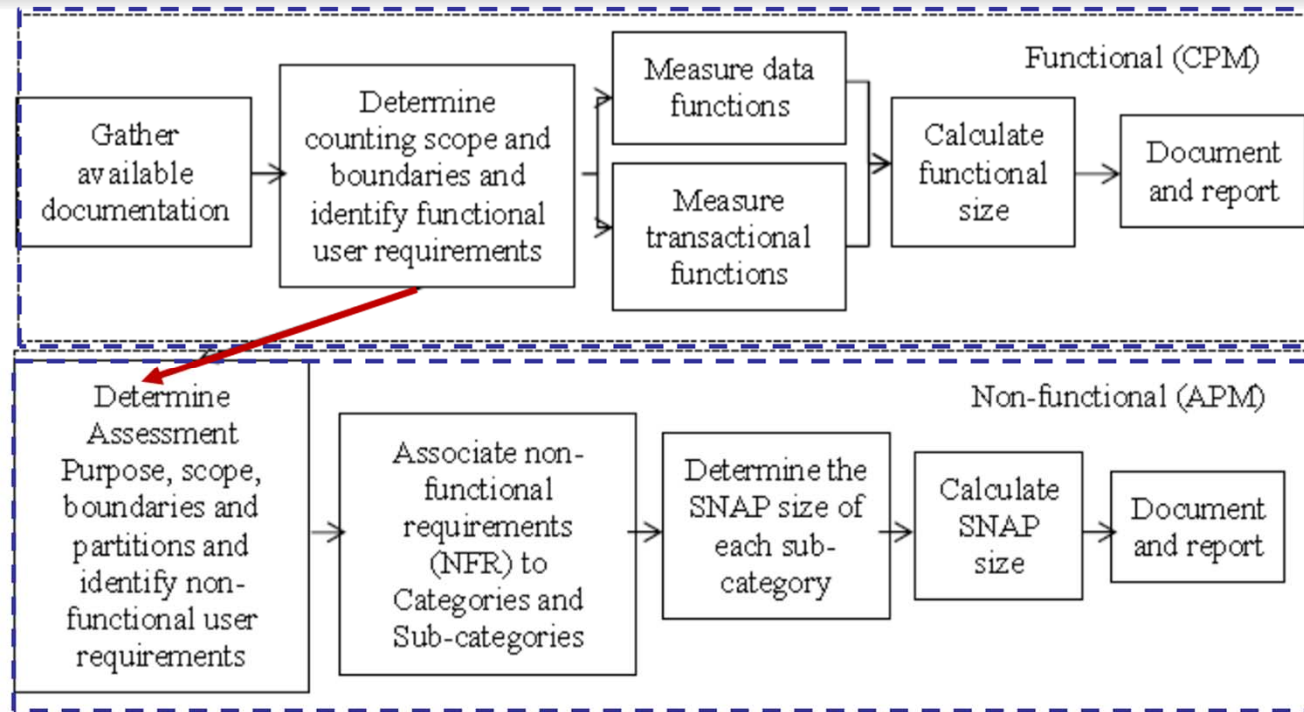 Functional (CPM)
Gather
available
documentation
Determine
counting scope and
boundaries and
identify functional
user requirements
Measure data
functions
Measure
transactional
functions
Calculate
functional
size
Document
and report
Non-functional (APM)
Determine
Assessment
Purpose, scope,
boundaries and
partitions and
identify non-
functional user
requirements
Associate non-
functional
requirements
(NFR) to
Categories and
Sub-categories
Determine the
SNAP size of
each sub-
category
Calculate
SNAP
size
Document
and report